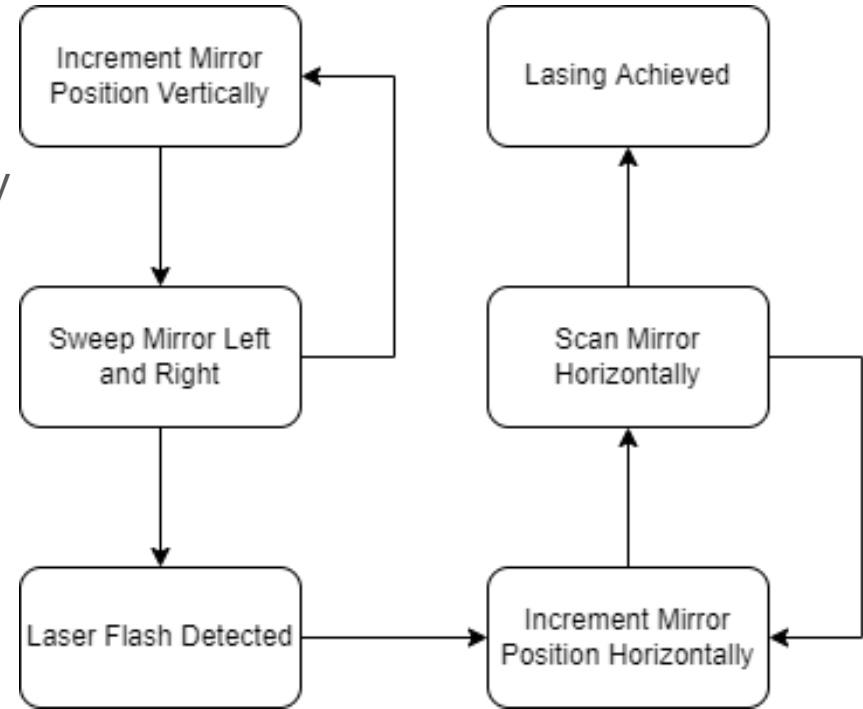 Increment Mirror
Position Vertically
Sweep Mirror Left
and Right
Laser Flash Detected
Increment Mirror
Position Horizontally
Scan Mirror
Horizontally
Lasing Achieved